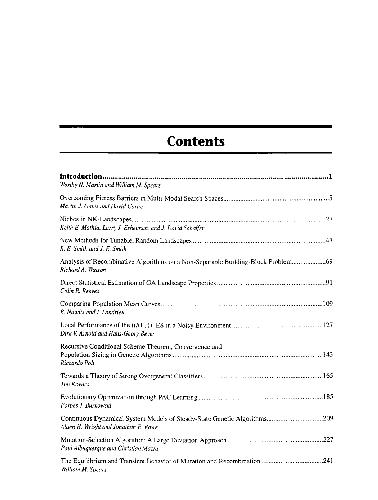 Contents
Introduction.....1
Worthy N. Martin and William M. Spears
Overcoming Fitness Barriers in Multi-Modal Search Spaces.....5
Martin J. Oates and David Corne
Niches in NK-Landscapes.....27
Keith E. Mathias, Larry J. Eshelman, and J. David Schaffer
New Methods for Tunable, Random Landscapes.....47
R. E. Smith and J. E. Smith
Analysis of Recombinative Algorithms on a Non-Separable Building-Block Problem.....69
Richard A. Watson
Direct Statistical Estimation of GA Landscape Properties.....91
Colin R. Reeves
Comparing Population Mean Curves.....109
B. Naudts and I. Landrieu
Local Performance of the ES in a Noisy Environment.....127
Dirk V. Arnold and Hans-Georg Beyer
Recursive Conditional Schema Theorem, Convergence and
Population Sizing in Genetic Algorithms.....143
Riccardo Poli
Towards a Theory of Strong Overgeneral Classifiers.....165
Tim Kovacs
Evolutionary Optimization through PAC Learning.....185
Forbes J. Burkowski
Continuous Dynamical System Models of Steady-State Genetic Algorithms.....209
Alden H. Wright and Jonathan E. Rowe
Mutation-Selection Algorithm: A Large Deviation Approach.....227
Paul Albuquerque and Christian Mazza
The Equilibrium and Transient Behavior of Mutation and Recombination.....241
William M. Spears